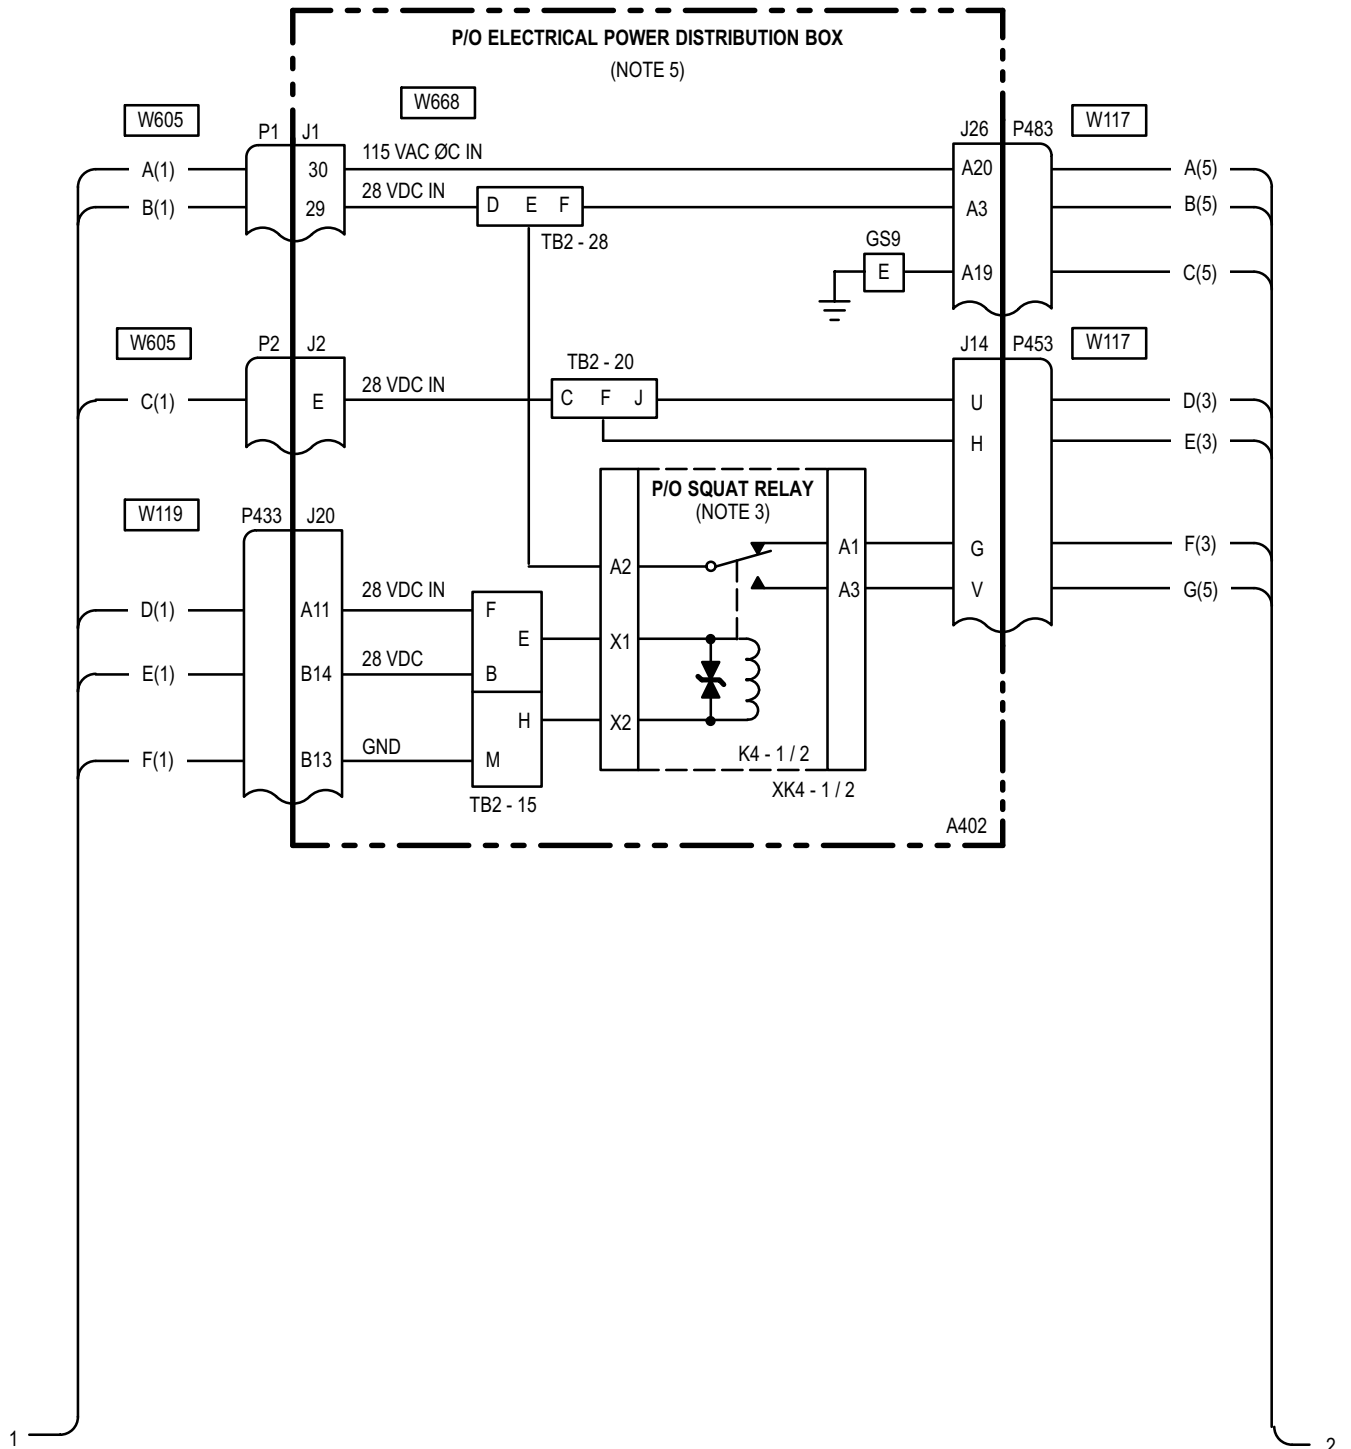 P/O ELECTRICAL POWER DISTRIBUTION BOX
(NOTE 5)
W668
W605
P1 J1
J26 P483
W117
A(1)
30
115 VAC ØC IN
A20
A(5)
B(1)
29
28 VDC IN
D E F
TB2 - 28
A3
B(5)
GS9
E
A19
C(5)
W605
P2 J2
J14 P453
W117
TB2 - 20
C(1)
E
28 VDC IN
C F J
U
D(3)
H
E(3)
W119
P433 J20
P/O SQUAT RELAY
(NOTE 3)
A1
G
F(3)
A2
A3
V
G(5)
D(1)
A11
28 VDC IN
F
E
X1
E(1)
B14
28 VDC
B
H
X2
F(1)
B13
GND
M
TB2 - 15
K4 - 1 / 2
XK4 - 1 / 2
A402
1
2